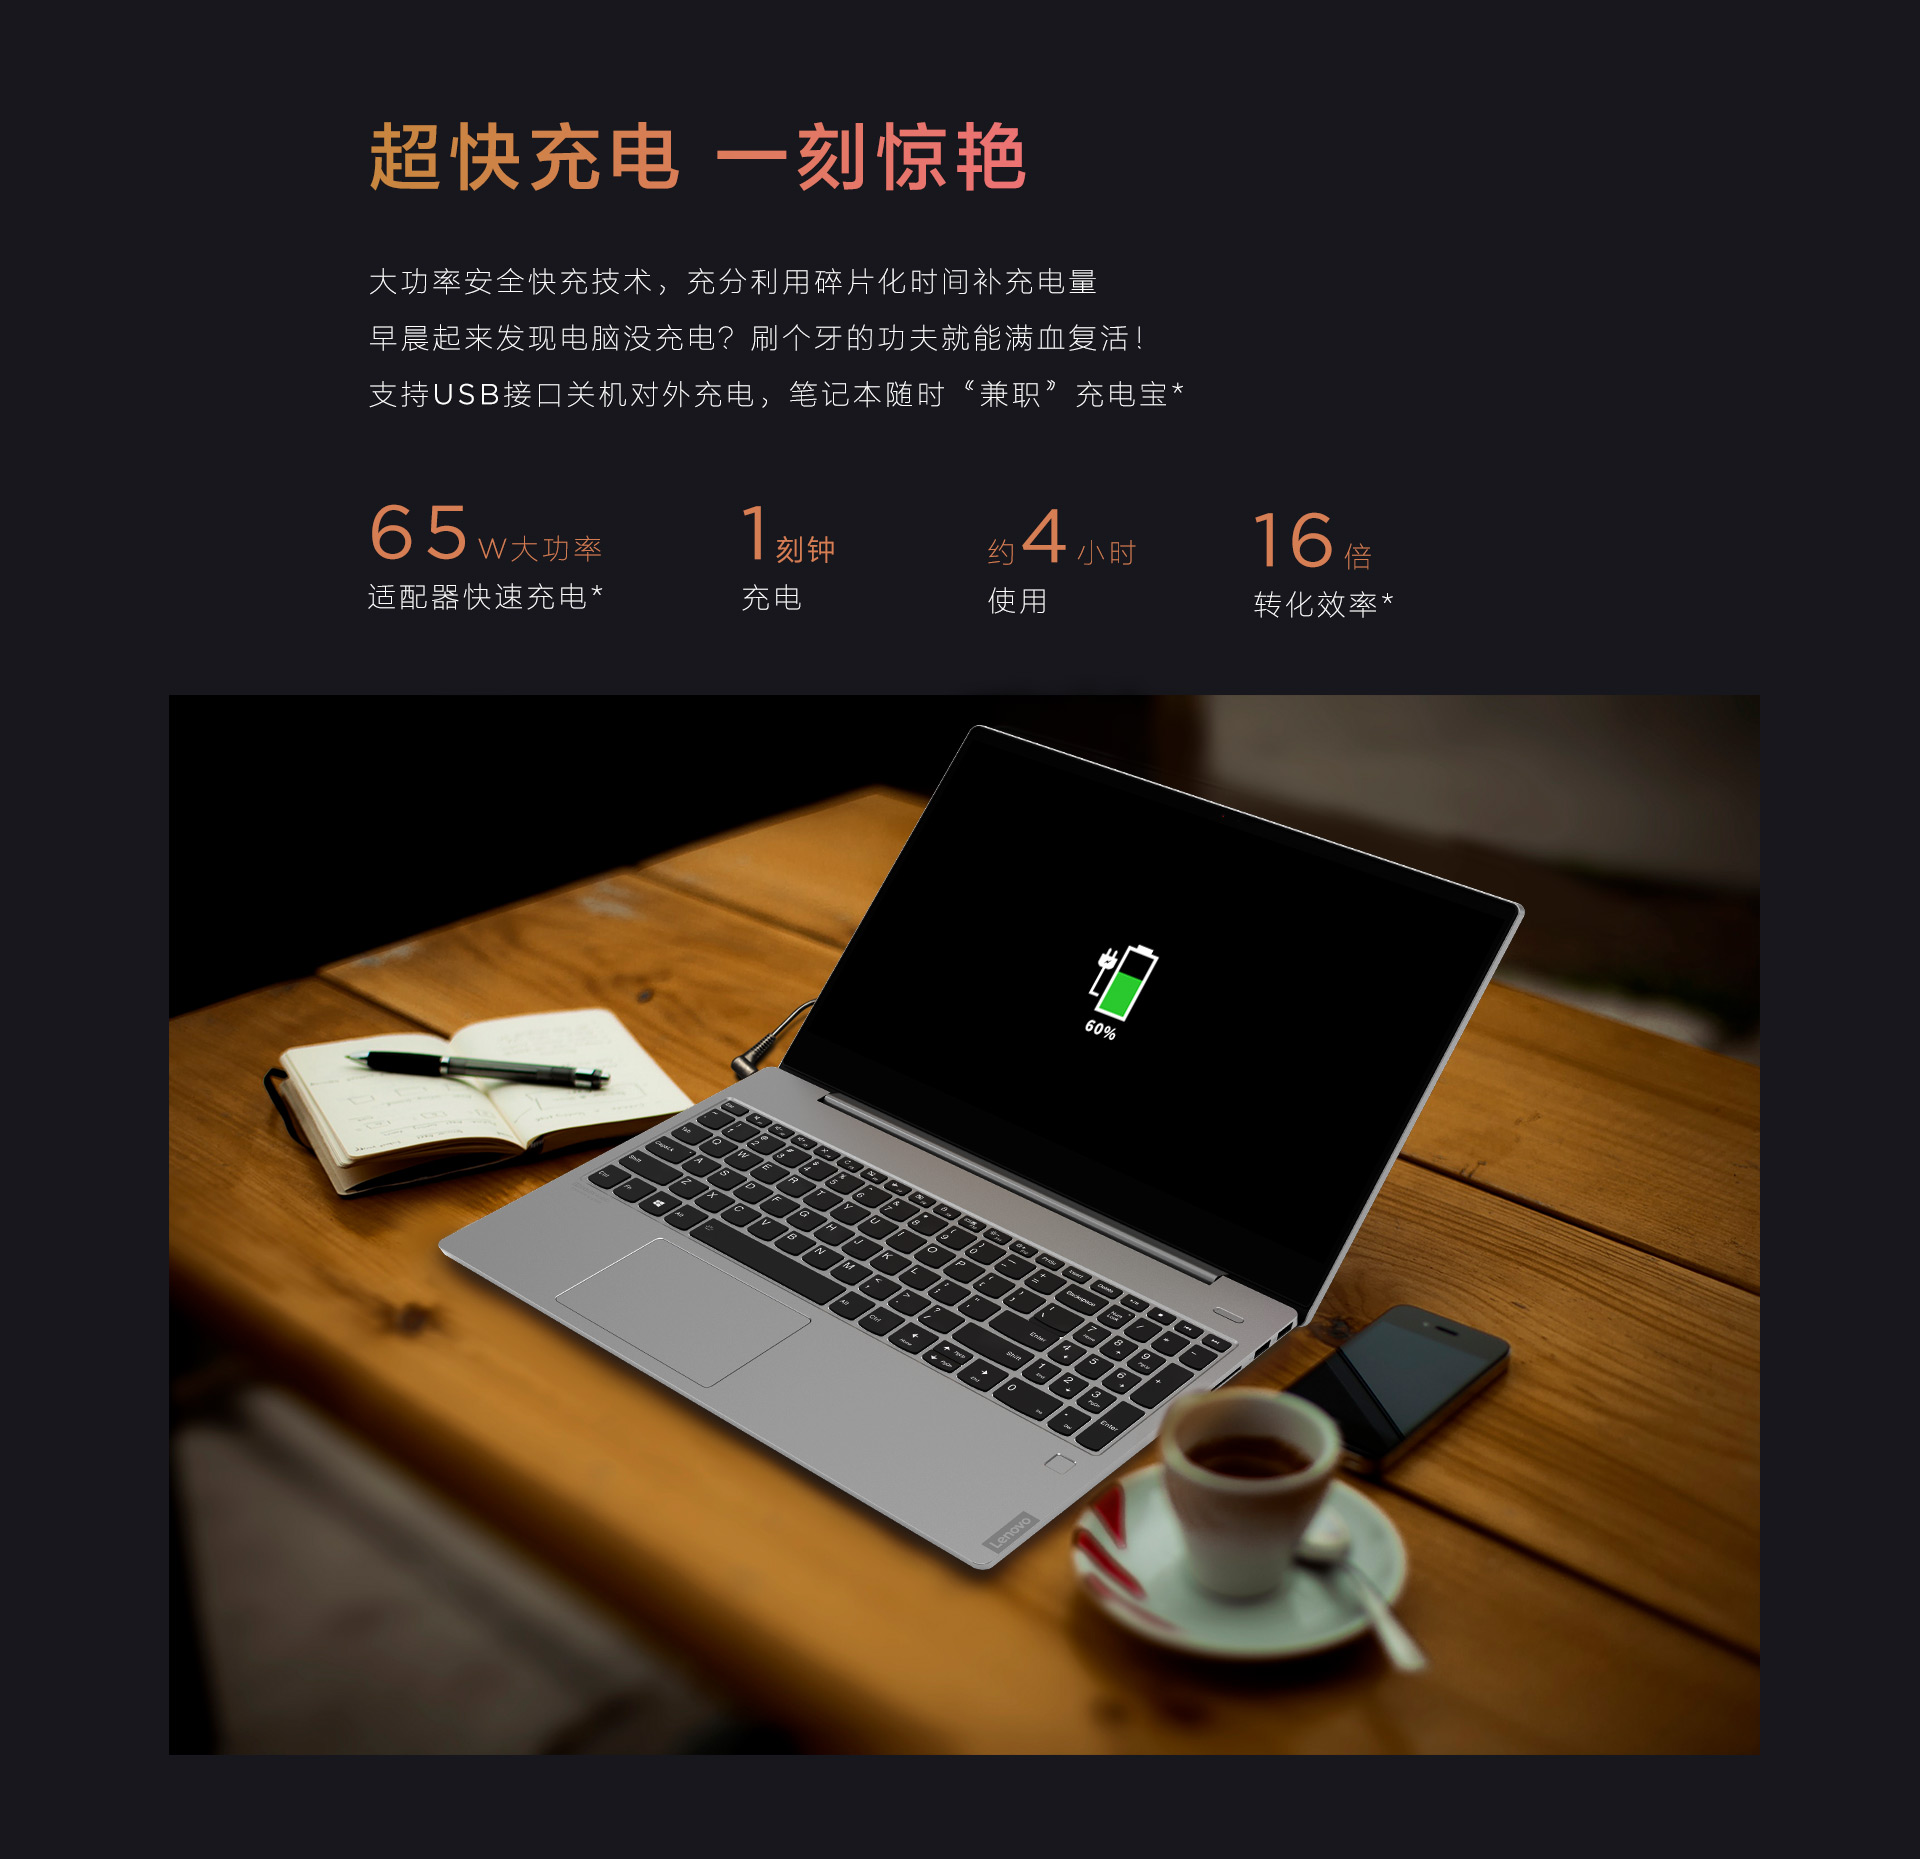 超快充电 一刻惊艳
大功率安全快充技术，充分利用碎片化时间补充电量
早晨起来发现电脑没充电？刷个牙的功夫就能满血复活！
支持USB接口关机对外充电，笔记本随时“兼职”充电宝*
65W大功率
适配器快速充电*
1刻钟
充电
约4小时
使用
16倍
转化效率*
60%
Lenovo